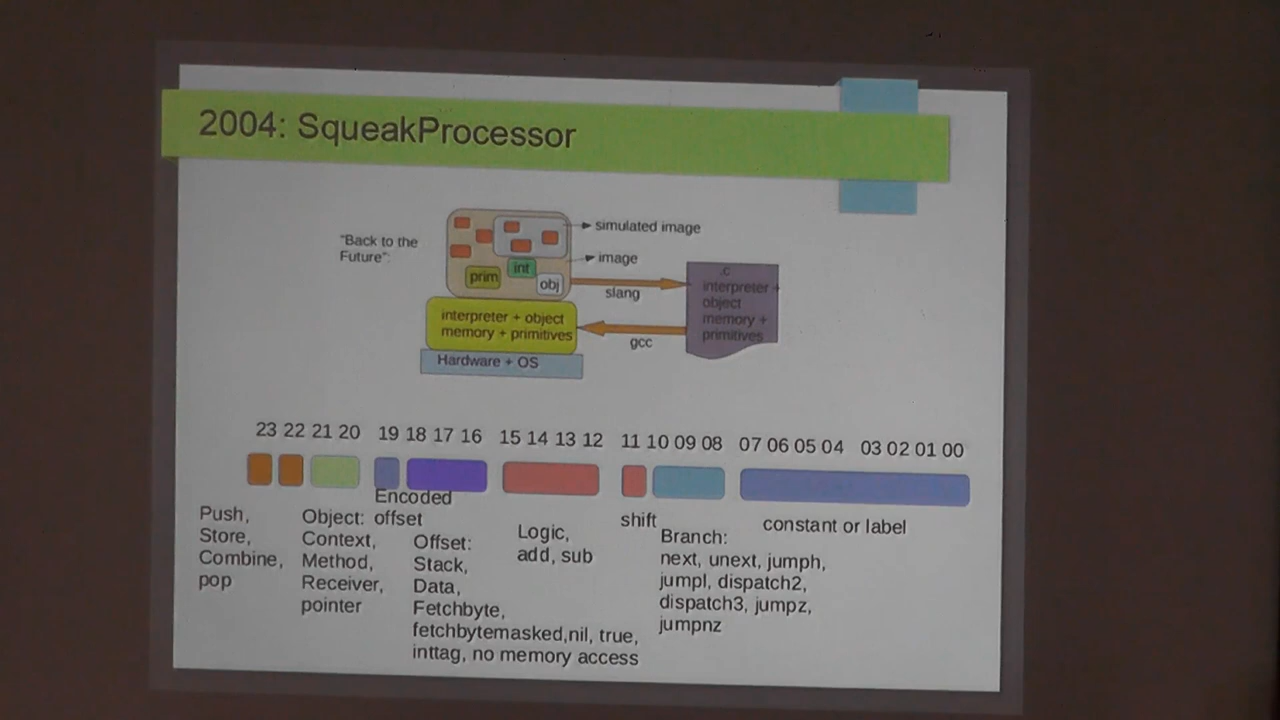 2004: SqueakProcessor
"Back to the
Future":
simulated image
image
prim
int
obj
slang
.c
interpreter +
object
memory +
primitives
interpreter + object
memory + primitives
gcc
Hardware + OS
23 22 21 20 19 18 17 16 15 14 13 12 11 10 09 08 07 06 05 04 03 02 01 00
Push,
Store,
Combine,
pop
Object:
Context,
Method,
Receiver,
pointer
Encoded
offset
Offset:
Stack,
Data,
Fetchbyte,
fetchbytemasked,nil, true,
inttag, no memory access
Logic,
add, sub
shift
Branch:
next, unext, jumph,
jumpl, dispatch2,
dispatch3, jumpz,
jumpnz
constant or label